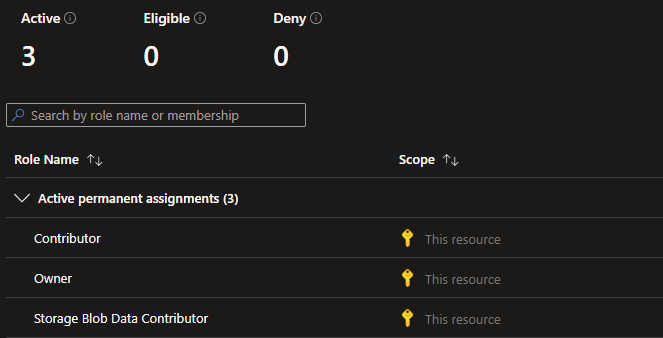 Active Eligible Deny
3 0 0
Search by role name or membership
Role Name Scope
Active permanent assignments (3)
Contributor This resource
Owner This resource
Storage Blob Data Contributor This resource